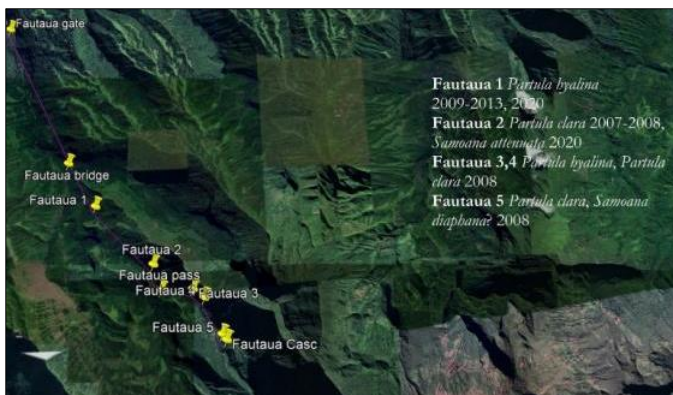 Fautaua gate
Fautaua 1 Partula hyalina
2009-2013, 2020
Fautaua 2 Partula clara 2007-2008,
Samoana attenuata 2020
Fautaua 3,4 Partula hyalina, Partula
clara 2008
Fautaua 5 Partula clara, Samoana
diaphana? 2008
Fautaua bridge
Fautaua 1
Fautaua 2
Fautaua pass
Fautaua 4
Fautaua 3
Fautaua 5
Fautaua Casc